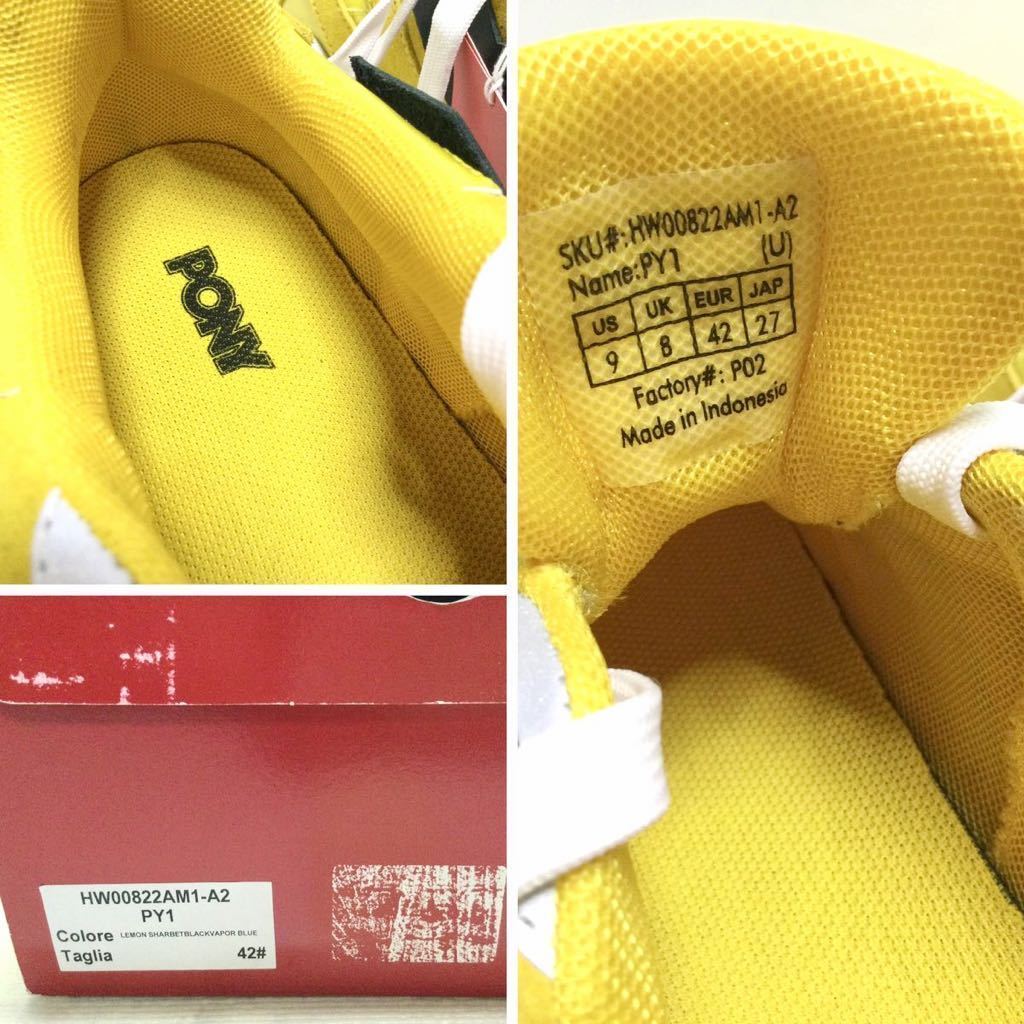 PONY
SKU#:HW00822AM1-A2
Name:PY1 (U)
US UK EUR JAP
9 8 42 27
Factory#: P02
Made in Indonesia
HW00822AM1-A2
PY1
Colore LEMON SHARBETBLACKVAPOR BLUE
Taglia 42#